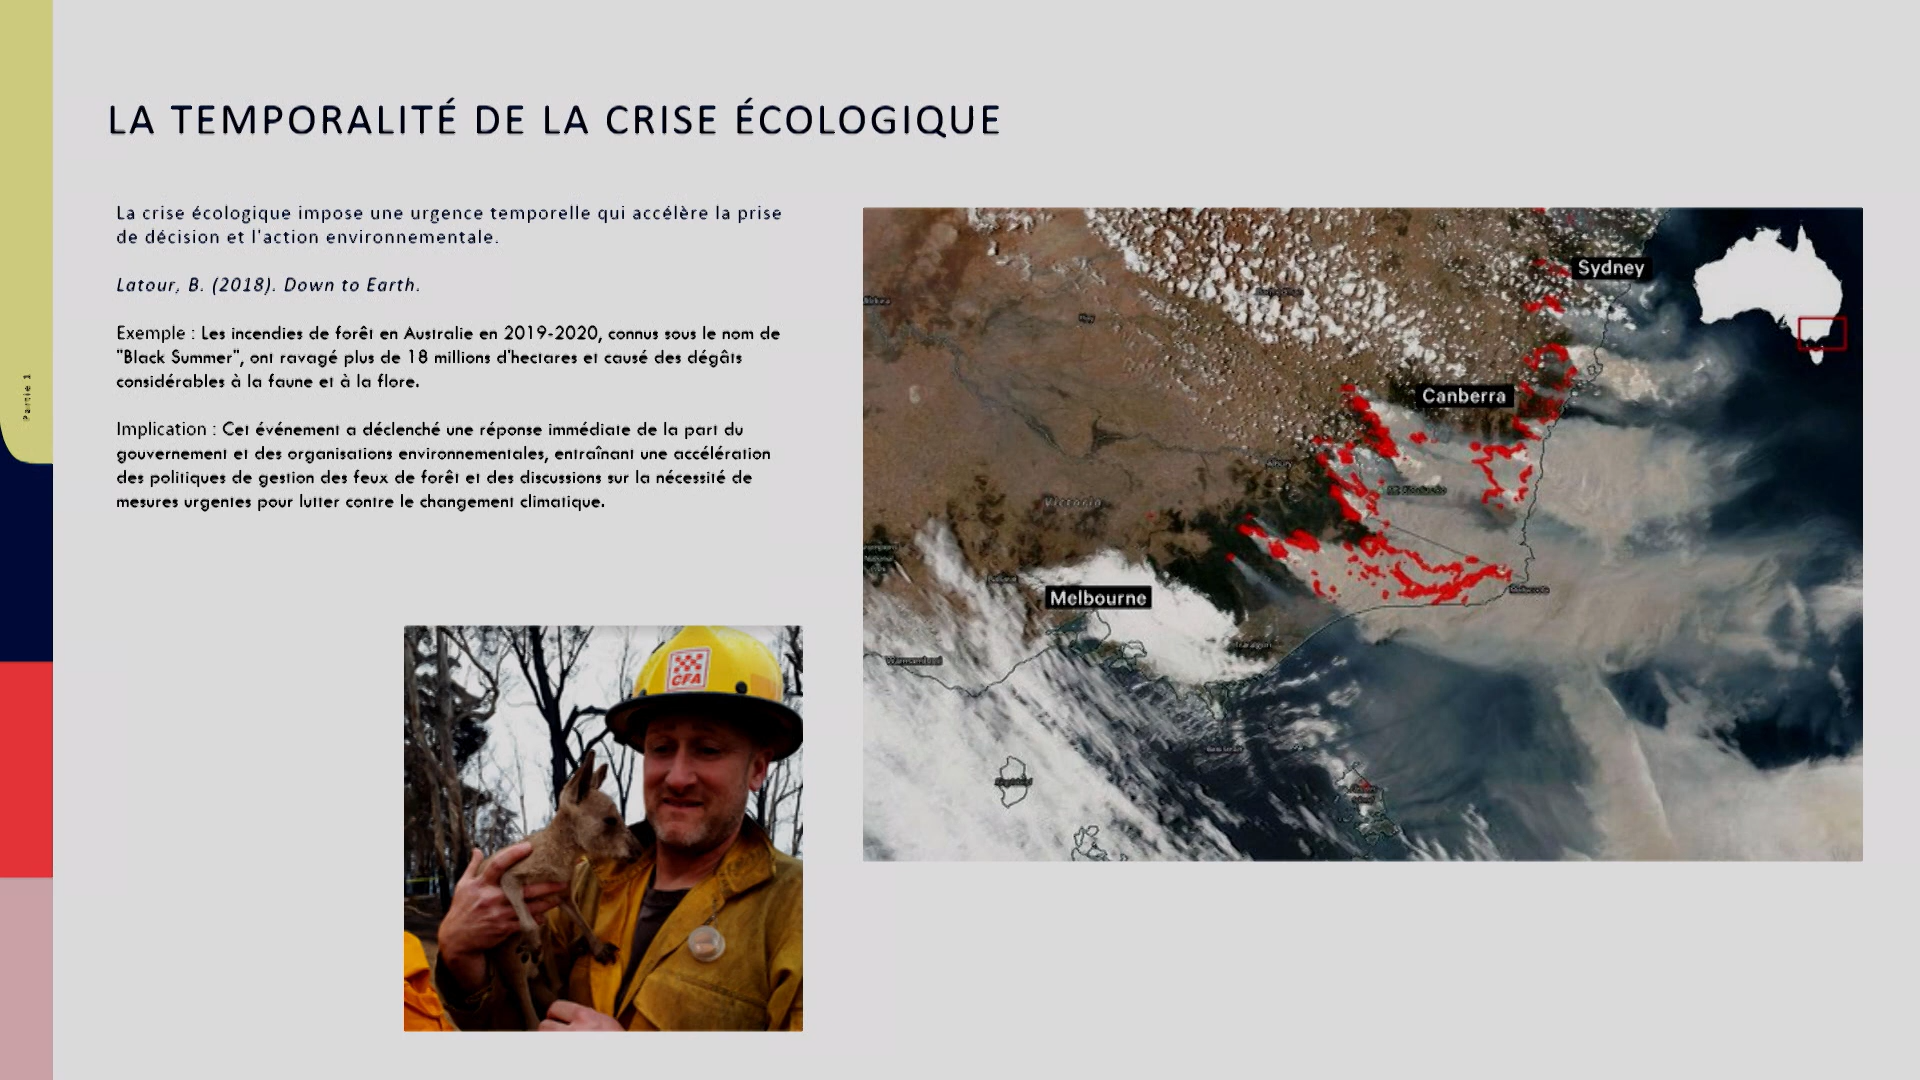 LA TEMPORALITÉ DE LA CRISE ÉCOLOGIQUE
La crise écologique impose une urgence temporelle qui accélère la prise
de décision et l'action environnementale.
Latour, B. (2018). Down to Earth.
Exemple : Les incendies de forêt en Australie en 2019-2020, connus sous le nom de
"Black Summer", ont ravagé plus de 18 millions d'hectares et causé des dégâts
considérables à la faune et à la flore.
Implication : Cet événement a déclenché une réponse immédiate de la part du
gouvernement et des organisations environnementales, entraînant une accélération
des politiques de gestion des feux de forêt et des discussions sur la nécessité de
mesures urgentes pour lutter contre le changement climatique.
Partie 1
CFA
Sydney
Canberra
Hay
Albury
Victoria
Melbourne
Mallacoota
Traralgon
Warrnambool